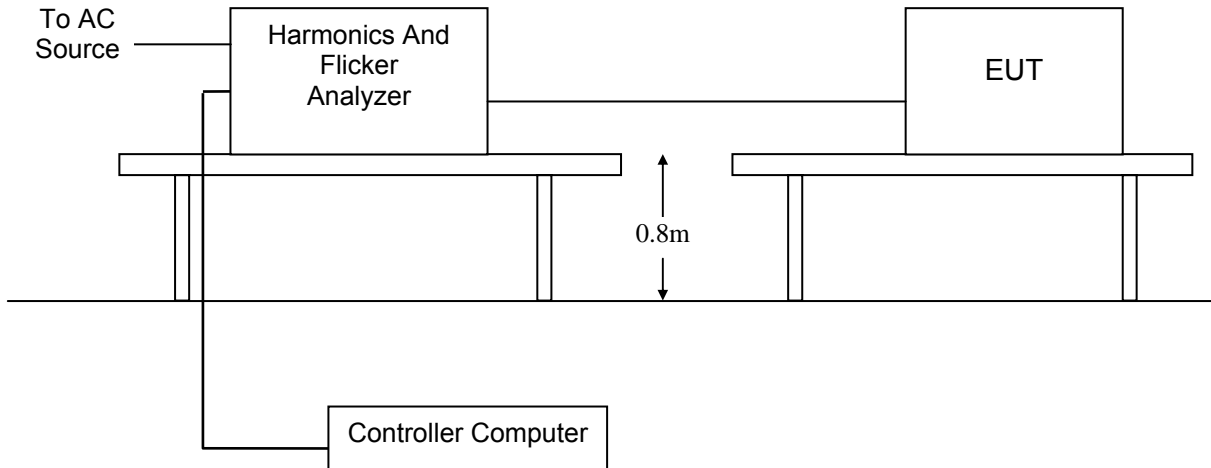 To AC
Source
Harmonics And
Flicker
Analyzer
EUT
0.8m
Controller Computer